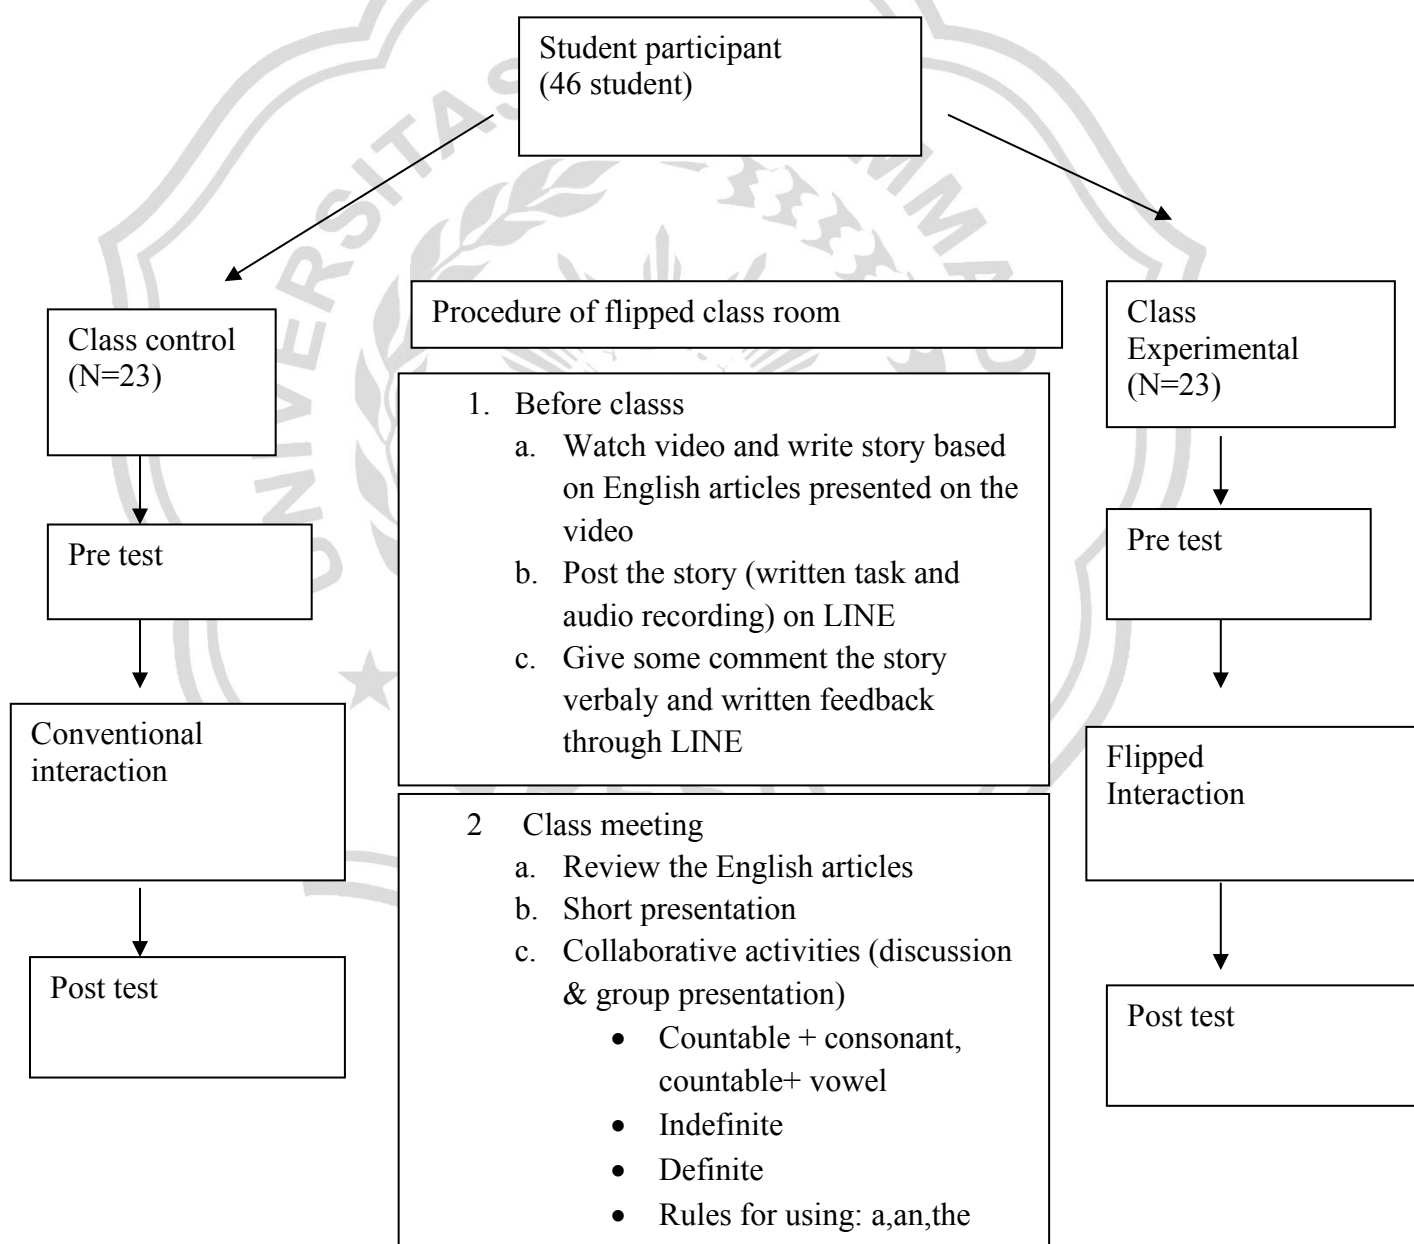 Student participant
(46 student)
Class control
(N=23)
Pre test
Conventional
interaction
Post test
Procedure of flipped class room
1. Before classs
a. Watch video and write story based
on English articles presented on the
video
b. Post the story (written task and
audio recording) on LINE
c. Give some comment the story
verbaly and written feedback
through LINE
2 Class meeting
a. Review the English articles
b. Short presentation
c. Collaborative activities (discussion
& group presentation)
• Countable + consonant,
countable+ vowel
• Indefinite
• Definite
• Rules for using: a,an,the
Class
Experimental
(N=23)
Pre test
Flipped
Interaction
Post test
UNIVERSITAS